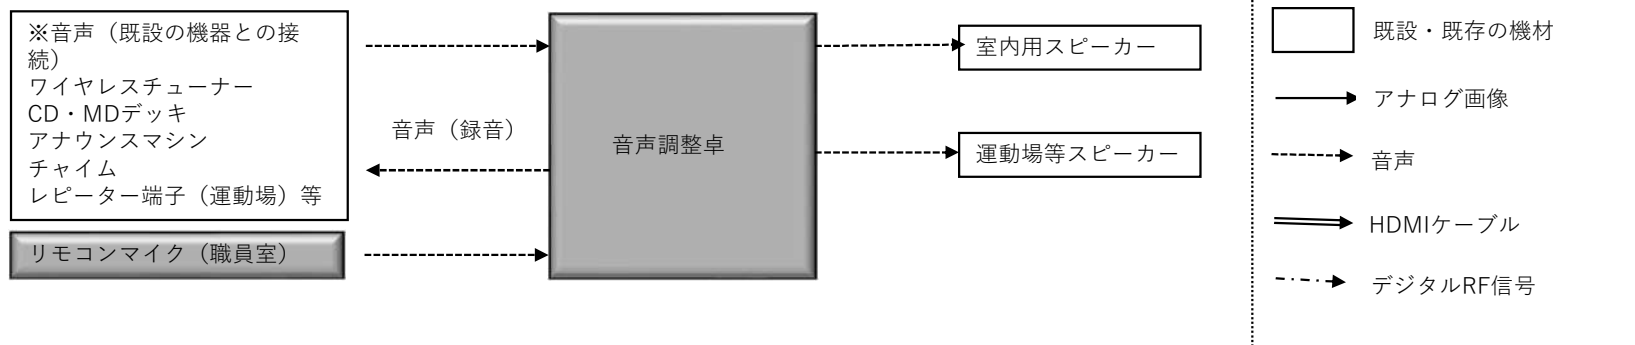 ※音声（既設の機器との接
続）
ワイヤレスチューナー
CD・MDデッキ
アナウンスマシン
チャイム
レピーター端子（運動場）等
リモコンマイク（職員室）
音声（録音）
音声調整卓
室内用スピーカー
運動場等スピーカー
既設・既存の機材
アナログ画像
音声
HDMIケーブル
デジタルRF信号